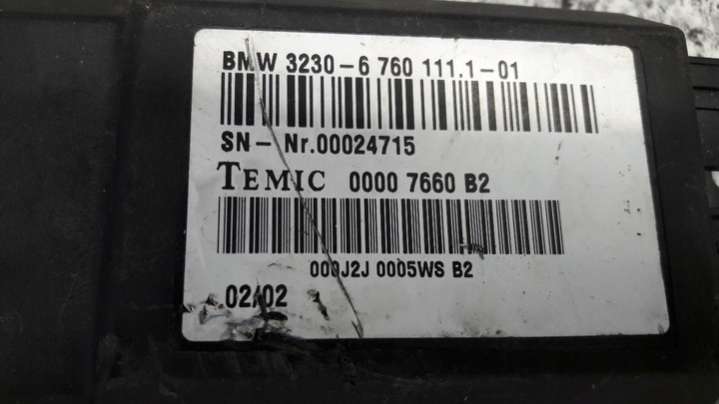 BMW 3230-6 760 111.1-01
SN- Nr.00024715
TEMIC 0000 7660 B2
000J2J 0005WS B2
02/02